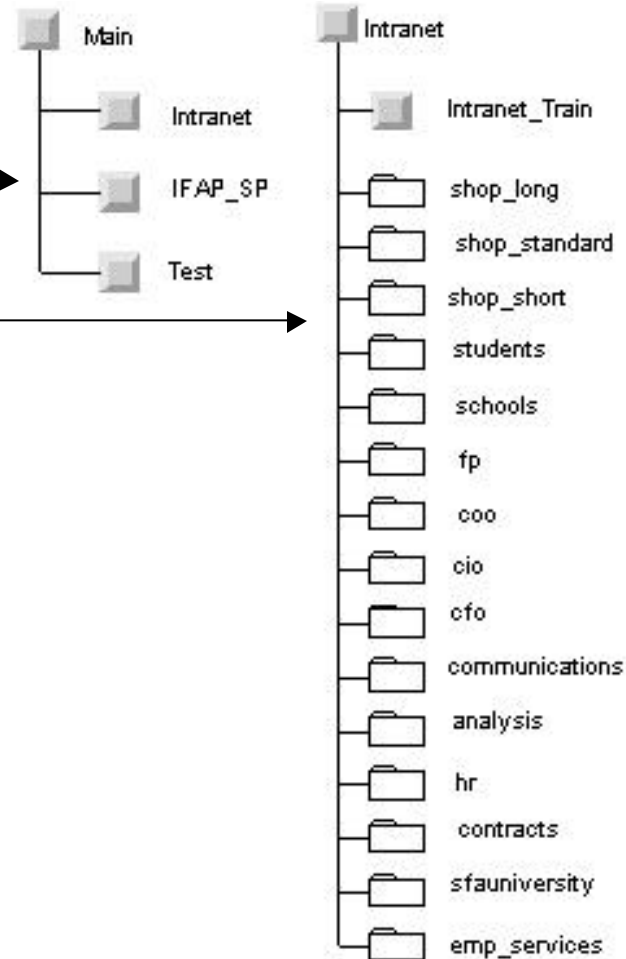 Main
Intranet
IFAP_SP
Test
Intranet
Intranet_Train
shop_long
shop_standard
shop_short
students
schools
fp
coo
cio
cfo
communications
analysis
hr
contracts
sfauniversity
emp_services